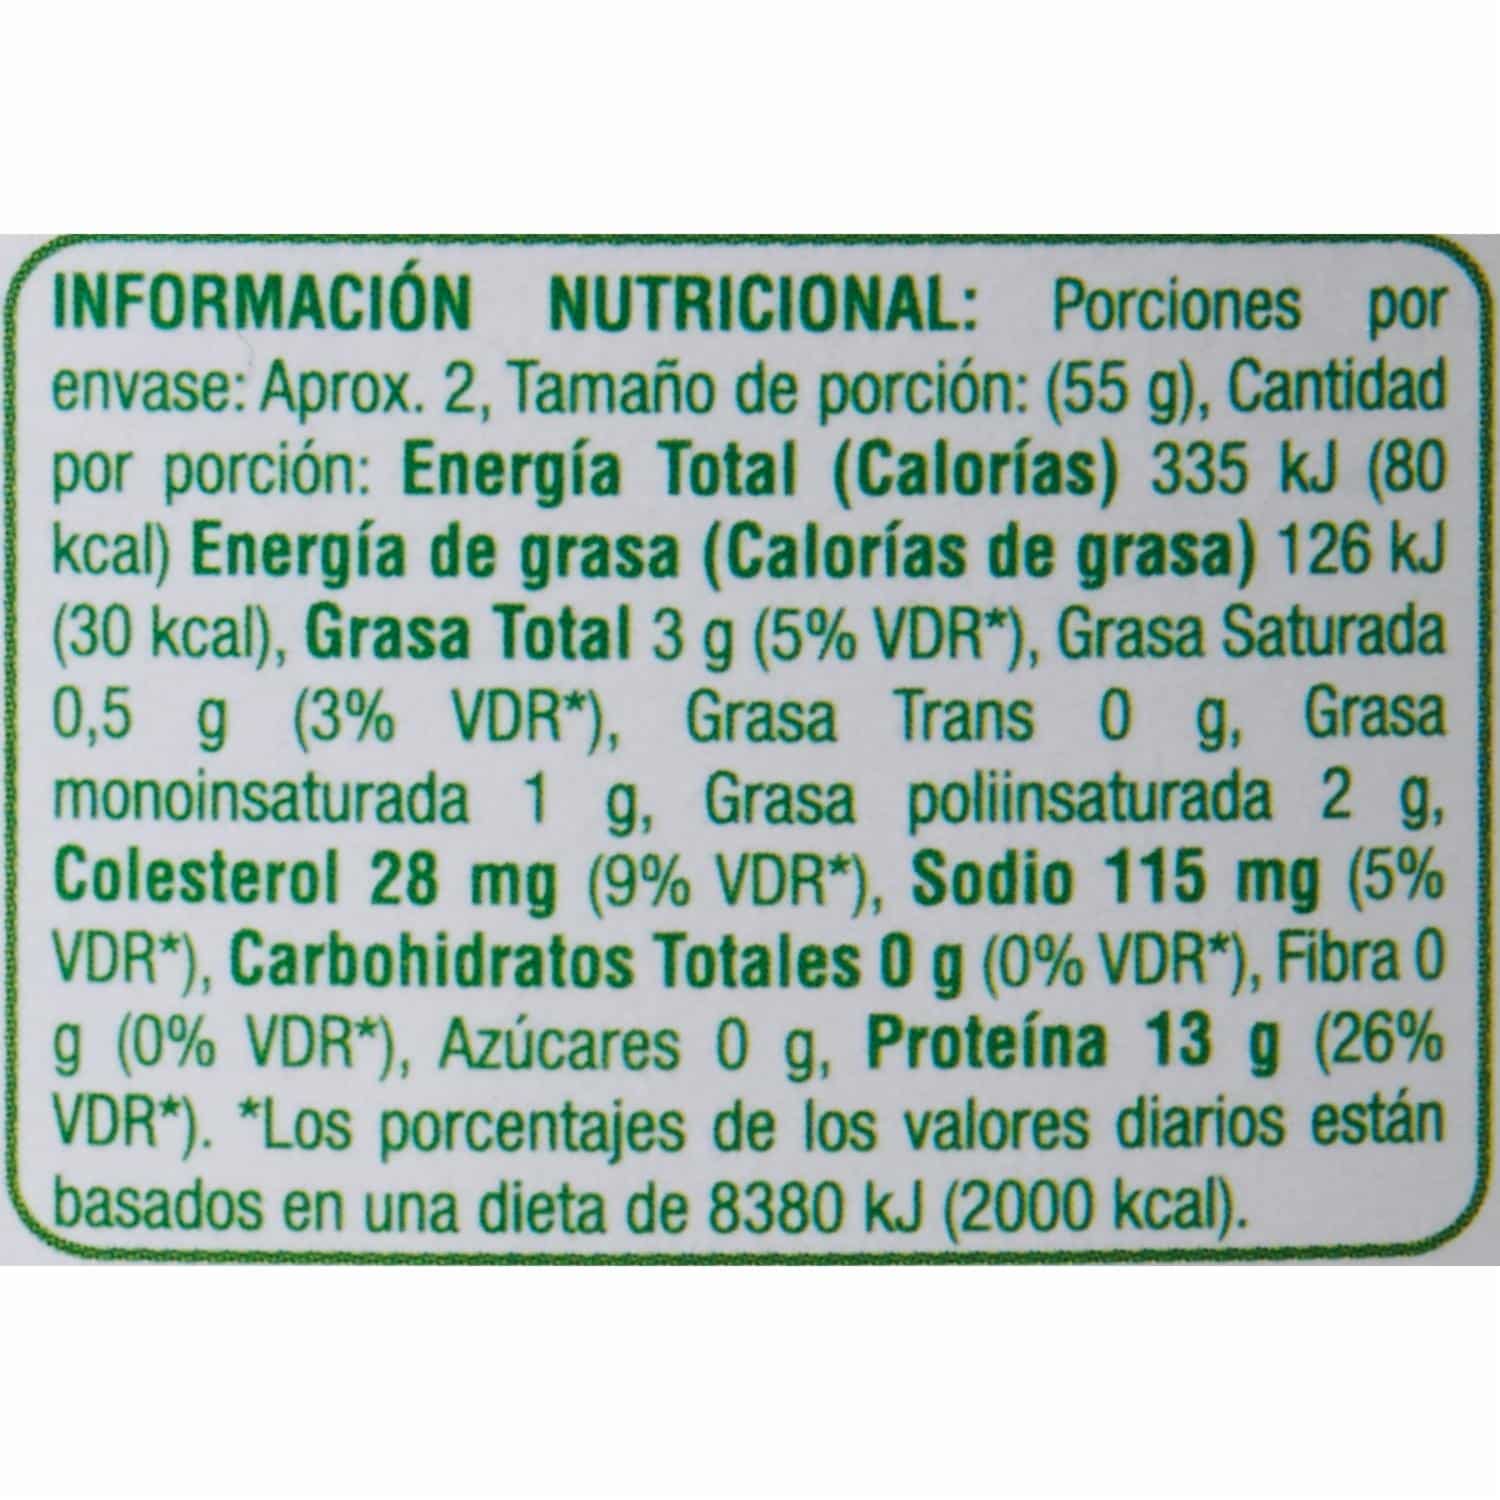 INFORMACIÓN NUTRICIONAL: Porciones por
envase: Aprox. 2, Tamaño de porción: (55 g), Cantidad
por porción: Energía Total (Calorías) 335 kJ (80
kcal) Energía de grasa (Calorías de grasa) 126 kJ
(30 kcal), Grasa Total 3 g (5% VDR*), Grasa Saturada
0,5 g (3% VDR*), Grasa Trans 0 g, Grasa
monoinsaturada 1 g, Grasa poliinsaturada 2 g,
Colesterol 28 mg (9% VDR*), Sodio 115 mg (5%
VDR*), Carbohidratos Totales 0 g (0% VDR*), Fibra 0
g (0% VDR*), Azúcares 0 g, Proteína 13 g (26%
VDR*). *Los porcentajes de los valores diarios están
basados en una dieta de 8380 kJ (2000 kcal).